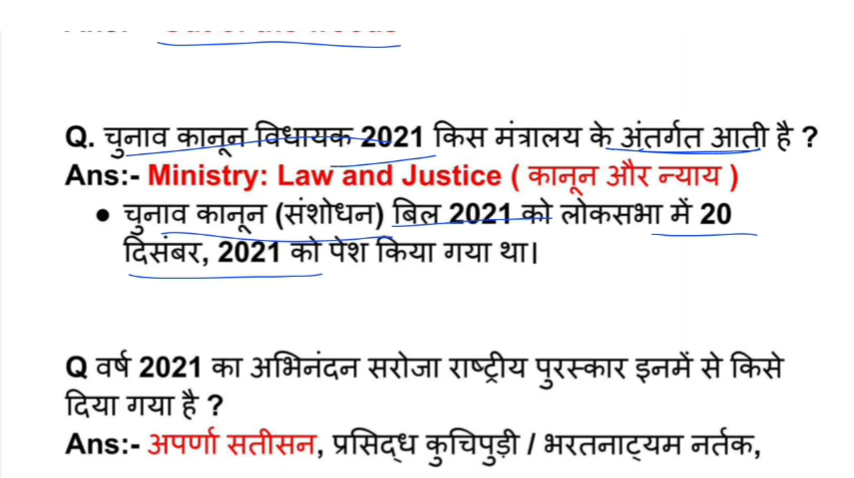 Q. चुनाव कानून विधायक 2021 किस मंत्रालय के अंतर्गत आती है ?
Ans:- Ministry: Law and Justice ( कानून और न्याय )
● चुनाव कानून (संशोधन) बिल 2021 को लोकसभा में 20
दिसंबर, 2021 को पेश किया गया था।
Q वर्ष 2021 का अभिनंदन सरोजा राष्ट्रीय पुरस्कार इनमें से किसे
दिया गया है ?
Ans:- अपर्णा सतीसन, प्रसिद्ध कुचिपुड़ी / भरतनाट्यम नर्तक,